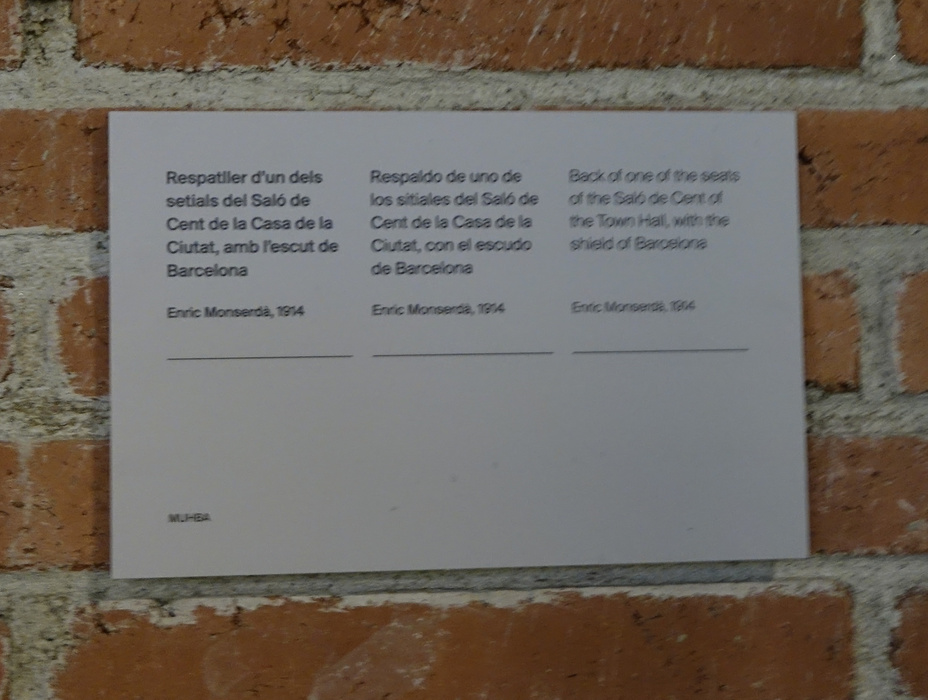 Respatller d'un dels
setials del Saló de
Cent de la Casa de la
Ciutat, amb l'escut de
Barcelona
Enric Monserdà, 1914
Respaldo de uno de
los sitiales del Saló de
Cent de la Casa de la
Ciutat, con el escudo
de Barcelona
Enric Monserdà, 1914
Back of one of the seats
of the Saló de Cent of
the Town Hall, with the
shield of Barcelona
Enric Monserdà, 1914
MUHBA